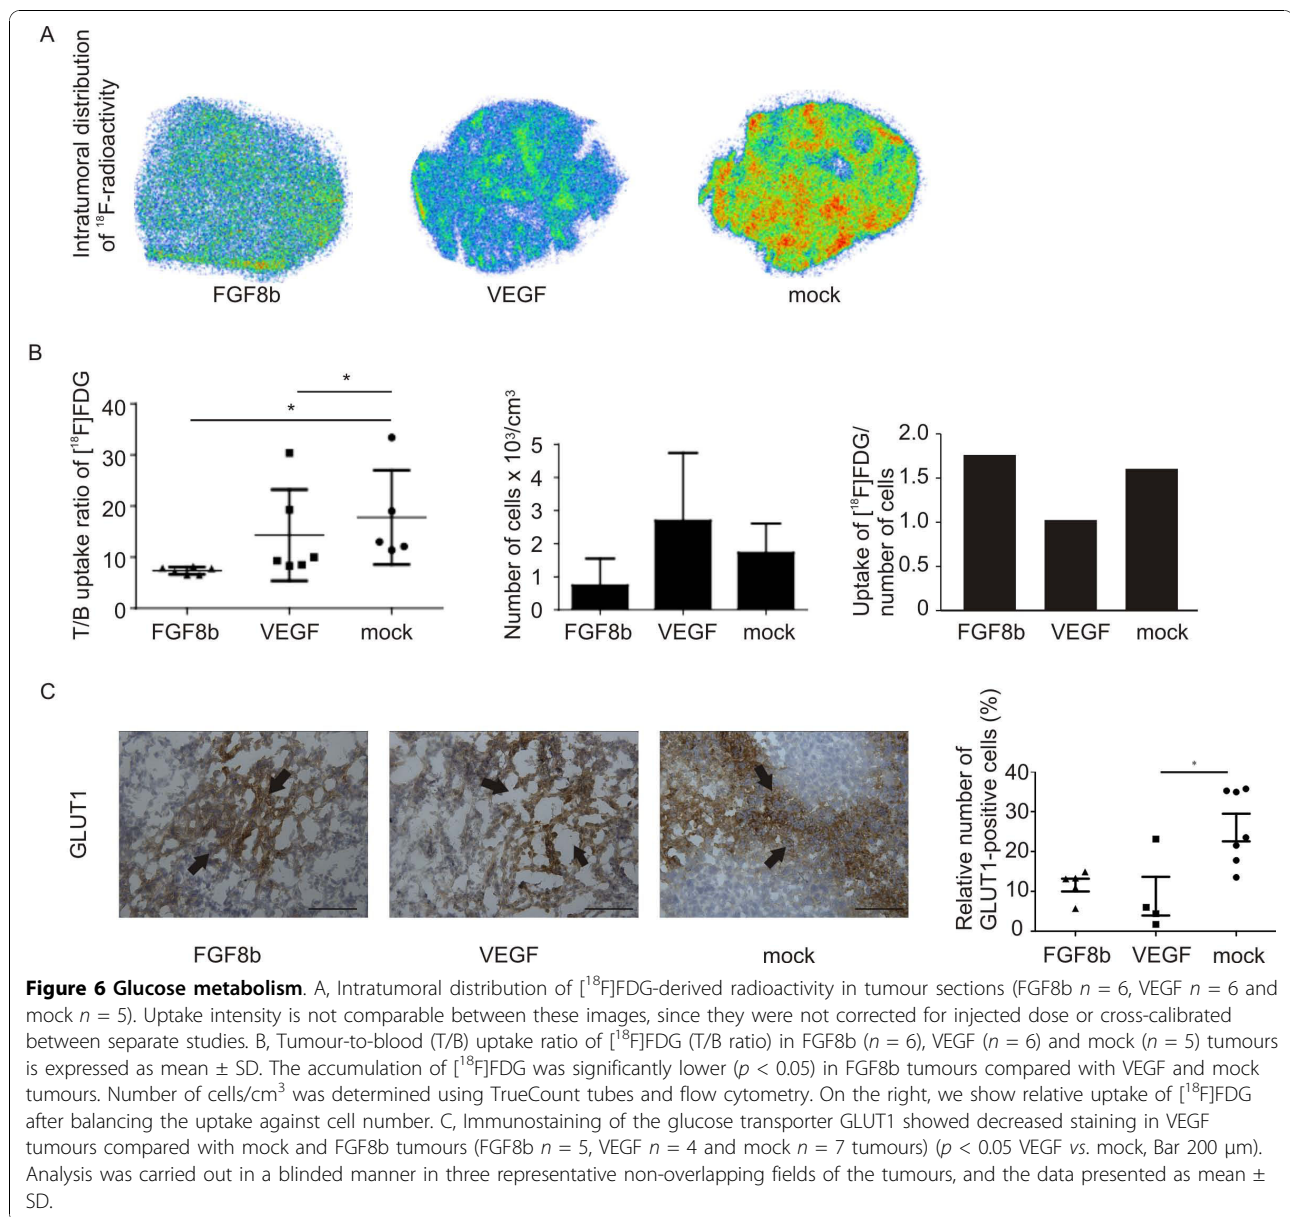 A
Intratumoral distribution
of ¹⁸F-radioactivity
FGF8b
VEGF
mock
B
T/B uptake ratio of [¹⁸F]FDG
40
30
20
10
0
*
*
FGF8b
VEGF
mock
Number of cells x 10³/cm³
5
4
3
2
1
0
FGF8b
VEGF
mock
Uptake of [¹⁸F]FDG/
number of cells
2.0
1.5
1.0
0.5
0
FGF8b
VEGF
mock
C
GLUT1
FGF8b
VEGF
mock
Relative number of
GLUT1-positive cells (%)
40
30
20
10
0
*
FGF8b
VEGF
mock
Figure 6 Glucose metabolism. A, Intratumoral distribution of [¹⁸F]FDG-derived radioactivity in tumour sections (FGF8b n = 6, VEGF n = 6 and
mock n = 5). Uptake intensity is not comparable between these images, since they were not corrected for injected dose or cross-calibrated
between separate studies. B, Tumour-to-blood (T/B) uptake ratio of [¹⁸F]FDG (T/B ratio) in FGF8b (n = 6), VEGF (n = 6) and mock (n = 5) tumours
is expressed as mean ± SD. The accumulation of [¹⁸F]FDG was significantly lower (p < 0.05) in FGF8b tumours compared with VEGF and mock
tumours. Number of cells/cm³ was determined using TrueCount tubes and flow cytometry. On the right, we show relative uptake of [¹⁸F]FDG
after balancing the uptake against cell number. C, Immunostaining of the glucose transporter GLUT1 showed decreased staining in VEGF
tumours compared with mock and FGF8b tumours (FGF8b n = 5, VEGF n = 4 and mock n = 7 tumours) (p < 0.05 VEGF vs. mock, Bar 200 μm).
Analysis was carried out in a blinded manner in three representative non-overlapping fields of the tumours, and the data presented as mean ±
SD.